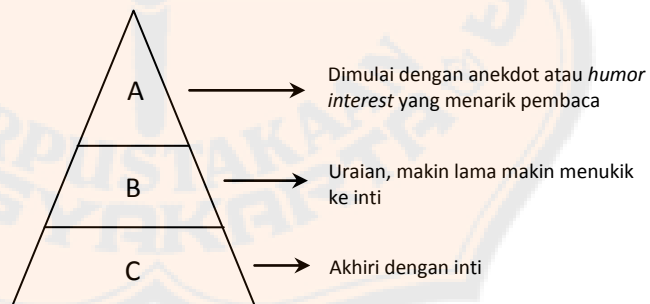 A
Dimulai dengan anekdot atau humor
interest yang menarik pembaca
B
Uraian, makin lama makin menukik
ke inti
C
Akhiri dengan inti